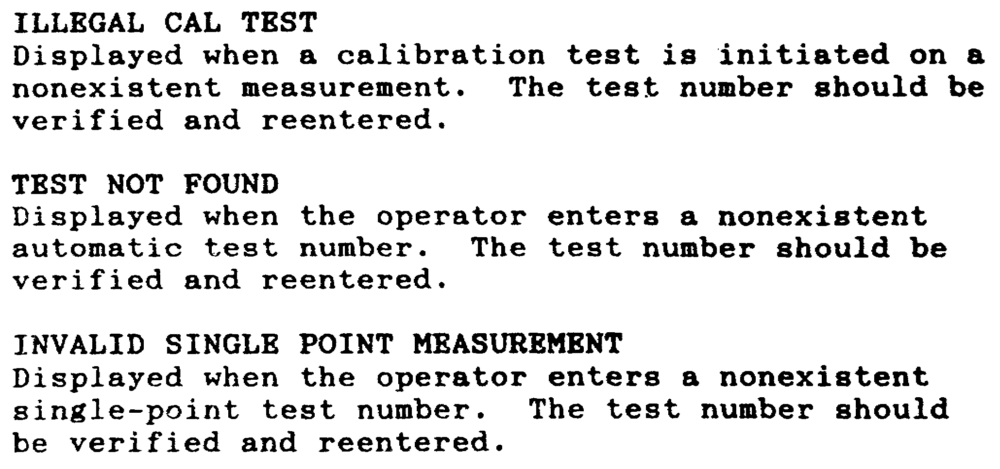 ILLEGAL CAL TEST
Displayed when a calibration test is initiated on a
nonexistent measurement.  The test number should be
verified and reentered.

TEST NOT FOUND
Displayed when the operator enters a nonexistent
automatic test number.  The test number should be
verified and reentered.

INVALID SINGLE POINT MEASUREMENT
Displayed when the operator enters a nonexistent
single-point test number.  The test number should
be verified and reentered.